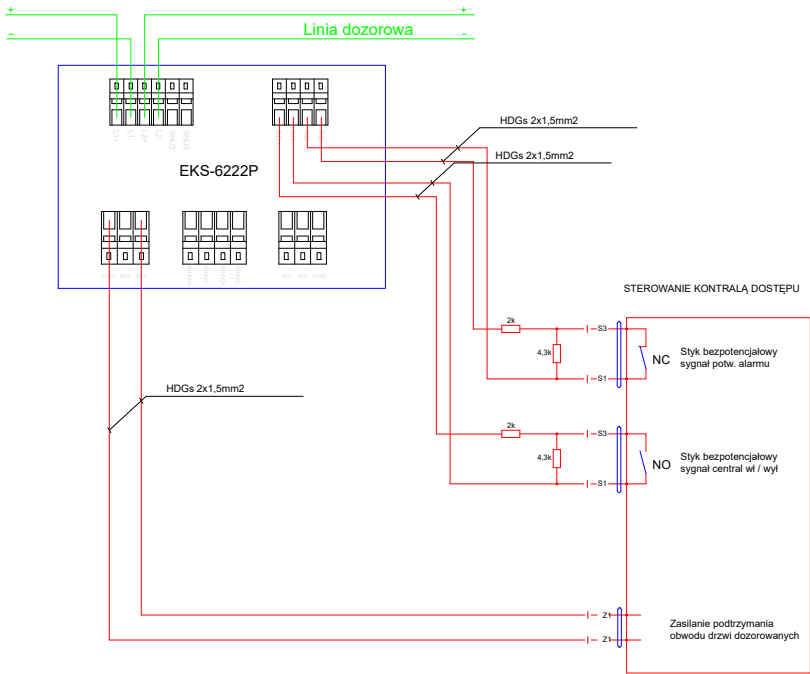 + +
Linia dozorowa
− −
L1+ L1- L2+ L2- SHLD SHLD
EKS-6222P
HDGs 2x1,5mm2
HDGs 2x1,5mm2
STEROWANIE KONTRALĄ DOSTĘPU
2k
S3
4,3k
NC
Styk bezpotencjałowy
sygnał potw. alarmu
S1
HDGs 2x1,5mm2
2k
S3
4,3k
NO
Styk bezpotencjałowy
sygnał central wł / wył
S1
Z1
Zasilanie podtrzymania
obwodu drzwi dozorowanych
Z1